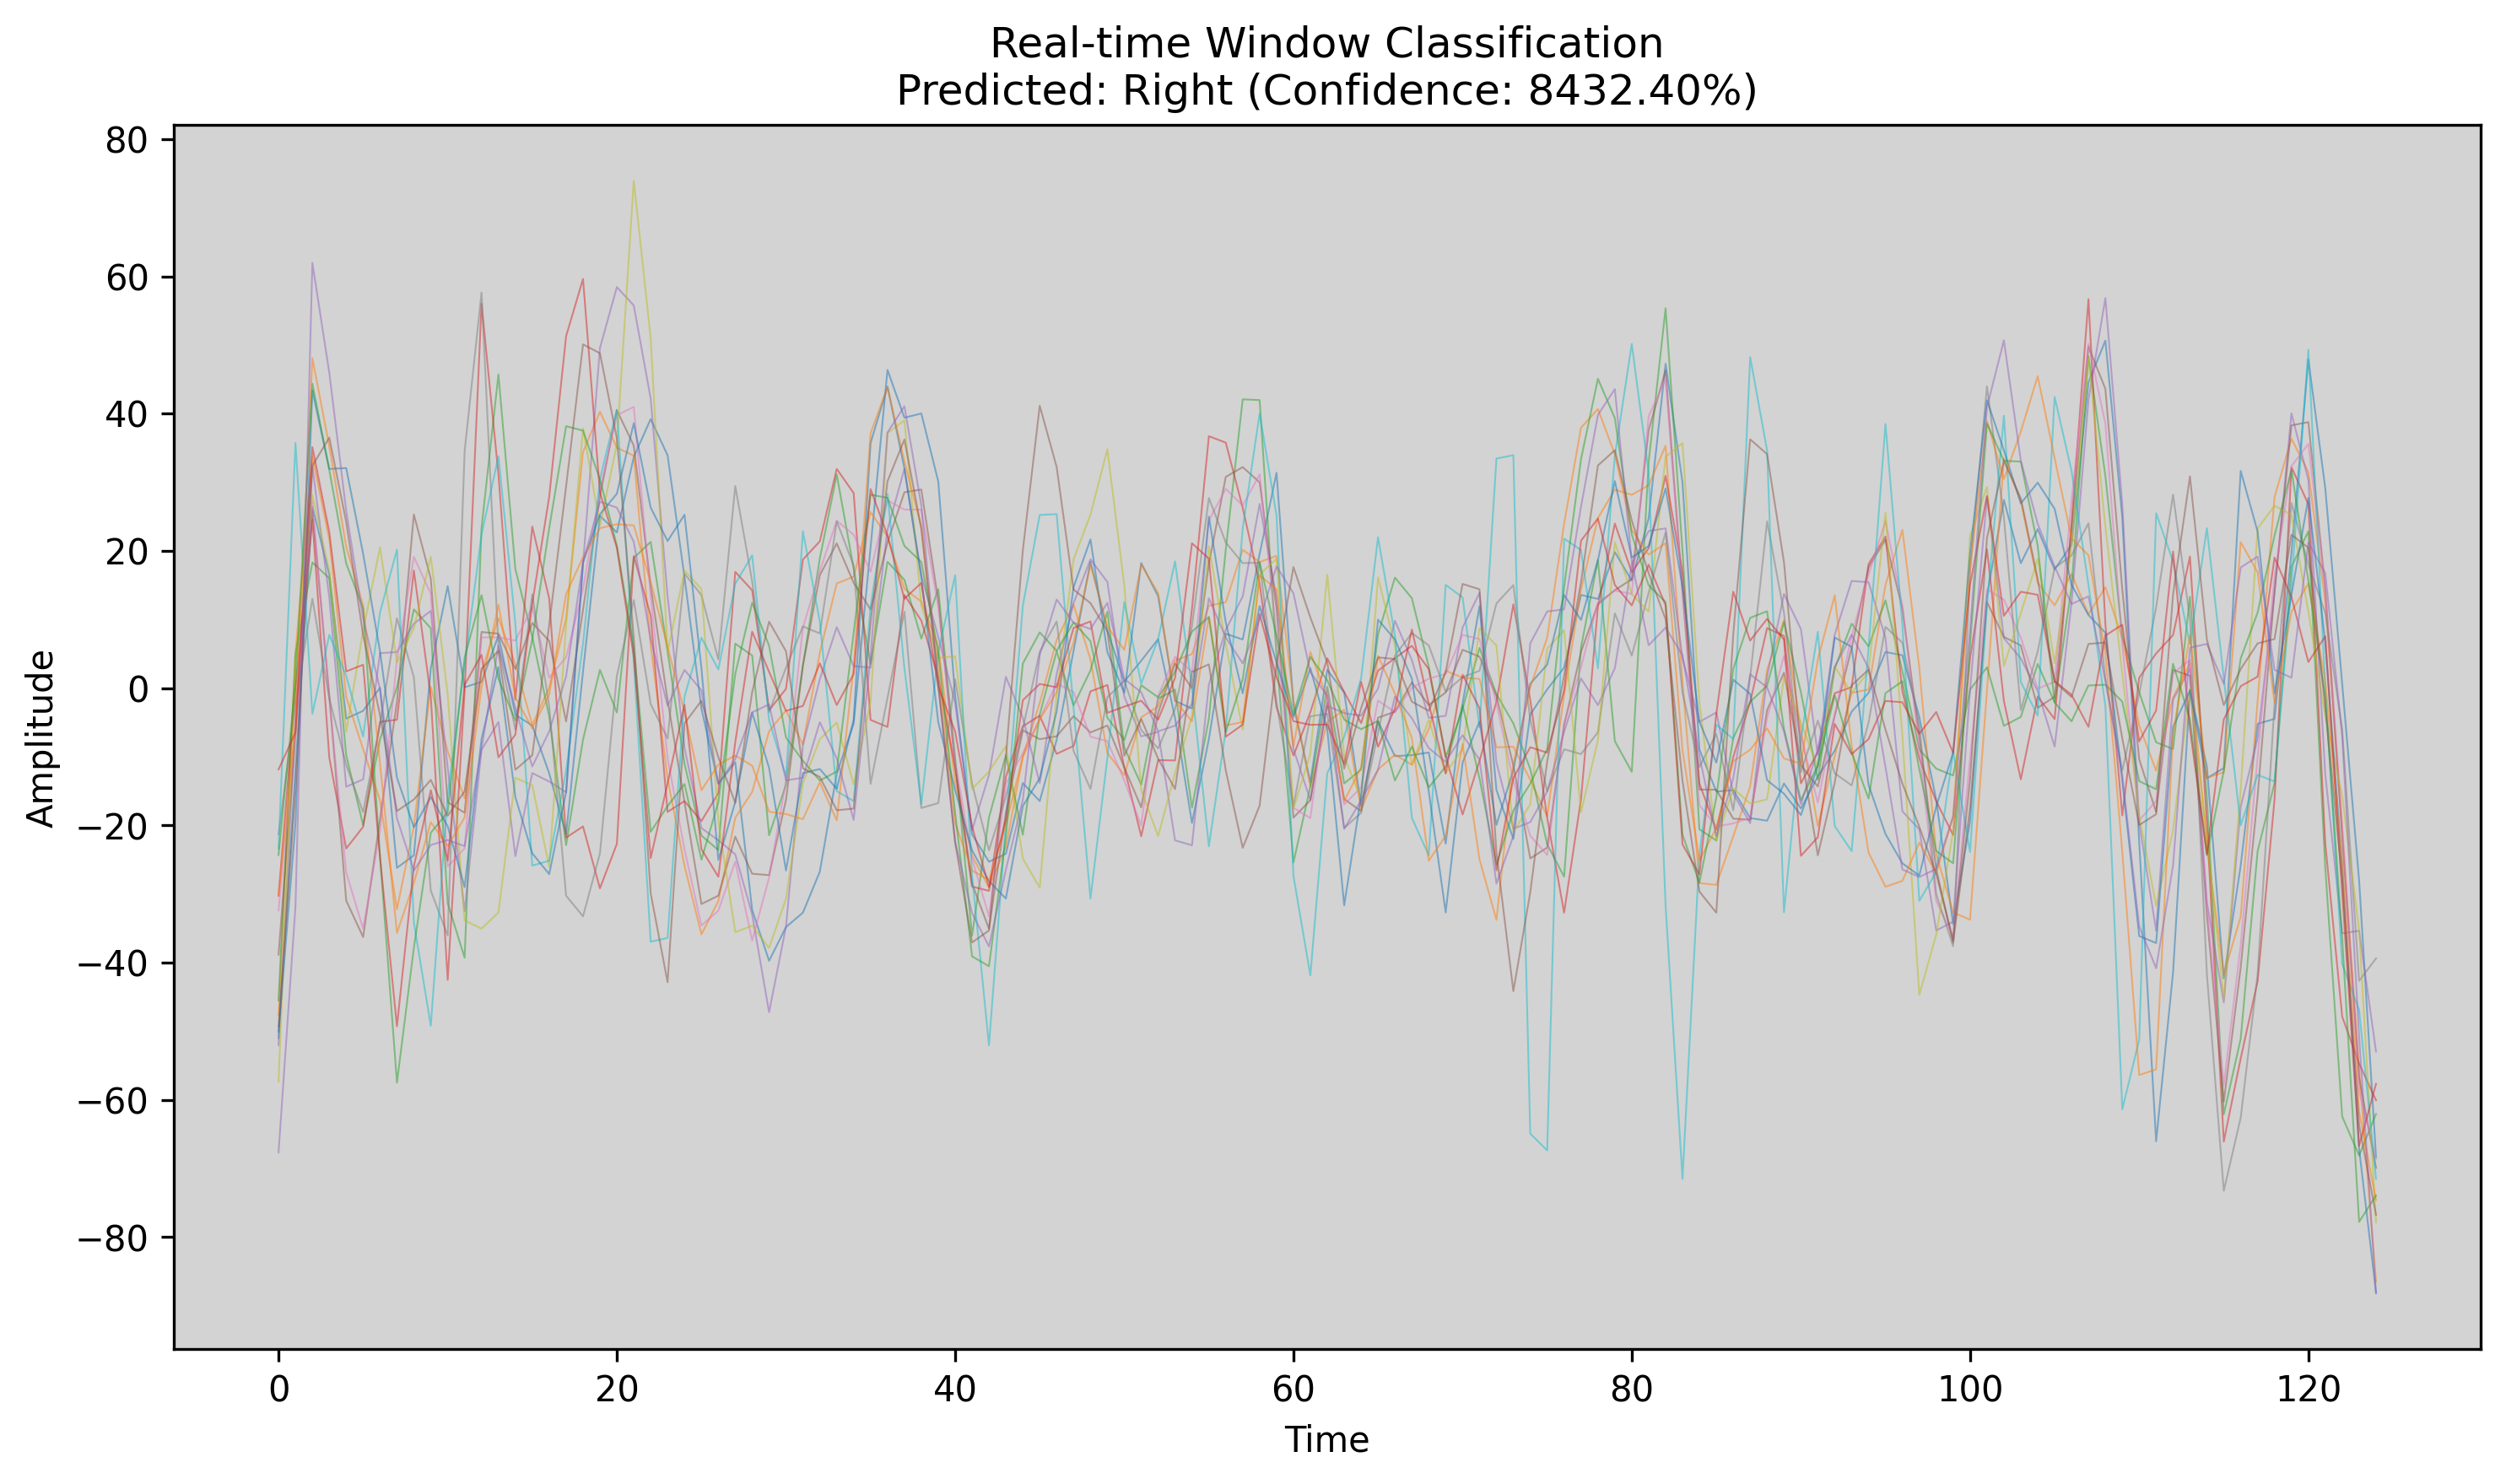 Real-time Window Classification
Predicted: Right (Confidence: 8432.40%)
80
60
40
20
0
−20
−40
−60
−80
Amplitude
0 20 40 60 80 100 120
Time